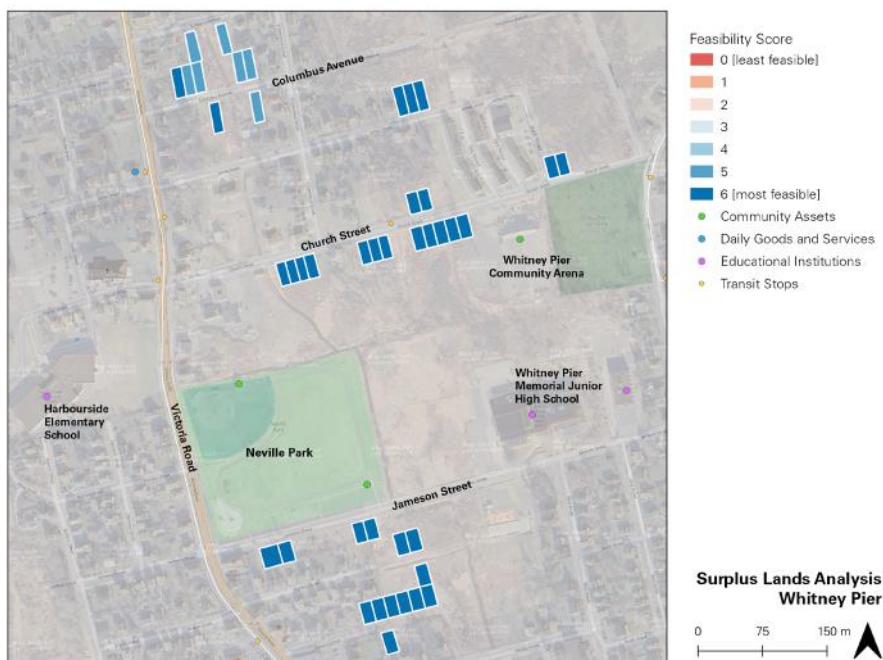 Columbus Avenue
Church Street
Whitney Pier
Community Arena
Harbourside
Elementary
School
Victoria Road
Neville Park
Whitney Pier
Memorial Junior
High School
Jameson Street
Feasibility Score
0 [least feasible]
1
2
3
4
5
6 [most feasible]
Community Assets
Daily Goods and Services
Educational Institutions
Transit Stops
Surplus Lands Analysis
Whitney Pier
0 75 150 m